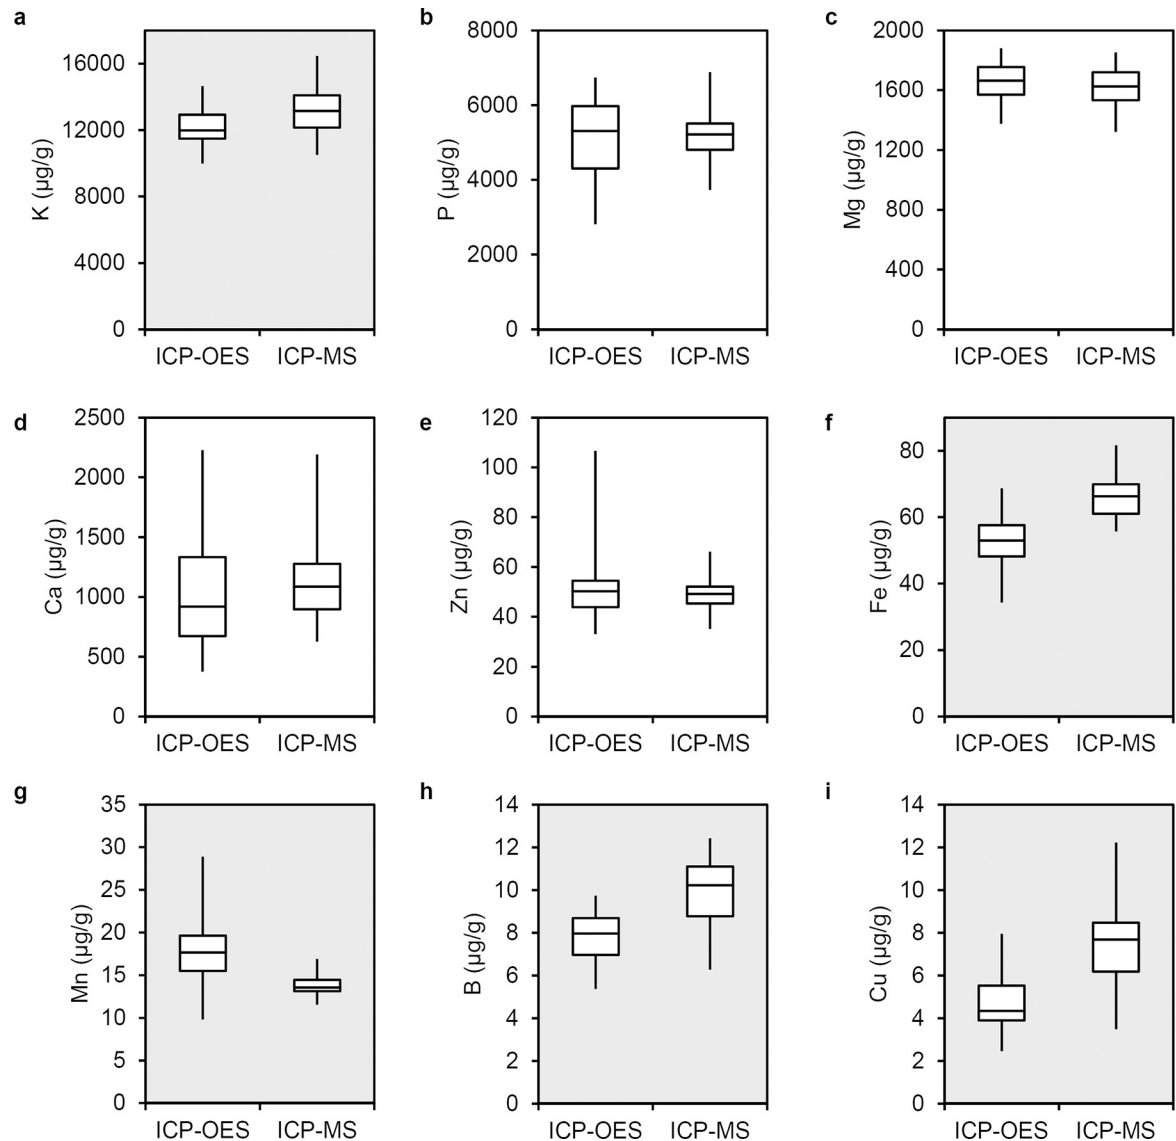 a
K (µg/g)
16000
12000
8000
4000
0
ICP-OES ICP-MS
b
P (µg/g)
8000
6000
4000
2000
0
ICP-OES ICP-MS
c
Mg (µg/g)
2000
1600
1200
800
400
0
ICP-OES ICP-MS
d
Ca (µg/g)
2500
2000
1500
1000
500
0
ICP-OES ICP-MS
e
Zn (µg/g)
120
100
80
60
40
20
0
ICP-OES ICP-MS
f
Fe (µg/g)
80
60
40
20
0
ICP-OES ICP-MS
g
Mn (µg/g)
35
30
25
20
15
10
5
0
ICP-OES ICP-MS
h
B (µg/g)
14
12
10
8
6
4
2
0
ICP-OES ICP-MS
i
Cu (µg/g)
14
12
10
8
6
4
2
0
ICP-OES ICP-MS